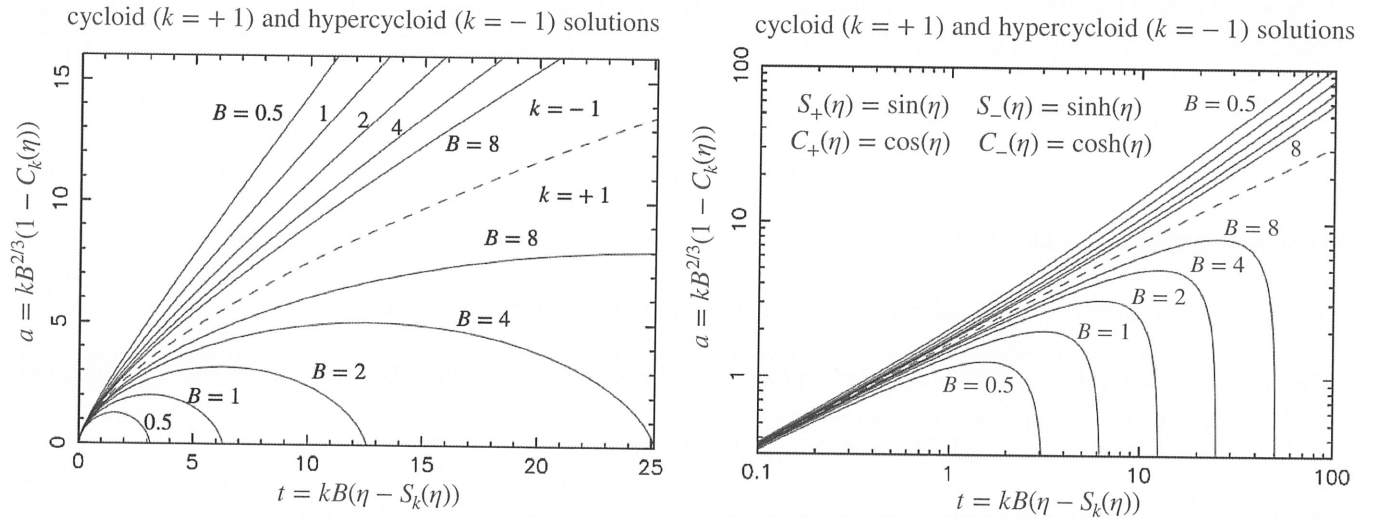 cycloid (k = + 1) and hypercycloid (k = − 1) solutions
15
10
5
0
a = kB^{2/3}(1 − C_k(η))
B = 0.5
1
2
4
B = 8
k = − 1
k = + 1
B = 8
B = 4
B = 2
B = 1
0.5
0
5
10
15
20
25
t = kB(η − S_k(η))
cycloid (k = + 1) and hypercycloid (k = − 1) solutions
100
10
1
a = kB^{2/3}(1 − C_k(η))
S_+(η) = sin(η) S_−(η) = sinh(η)
C_+(η) = cos(η) C_−(η) = cosh(η)
B = 0.5
8
B = 8
B = 4
B = 2
B = 1
B = 0.5
0.1
1
10
100
t = kB(η − S_k(η))